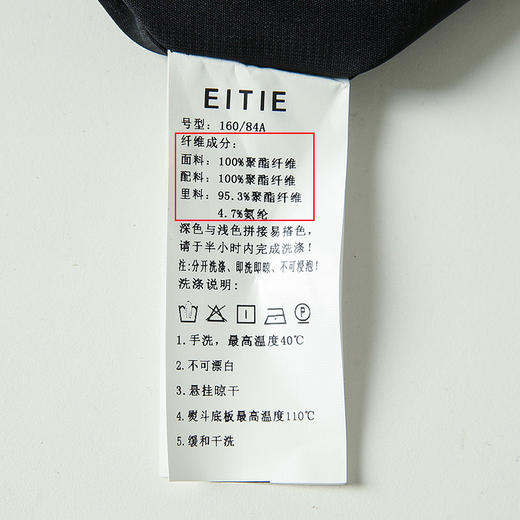 EITIE
号型：160/84A
纤维成分：
面料：100%聚酯纤维
配料：100%聚酯纤维
里料：95.3%聚酯纤维
4.7%氨纶
深色与浅色拼接易搭色，
请于半小时内完成洗涤！
注：分开洗涤、即洗即晾、不可浸泡！
洗涤说明：
P
1.手洗，最高温度40℃
2.不可漂白
3.悬挂晾干
4.熨斗底板最高温度110℃
5.缓和干洗